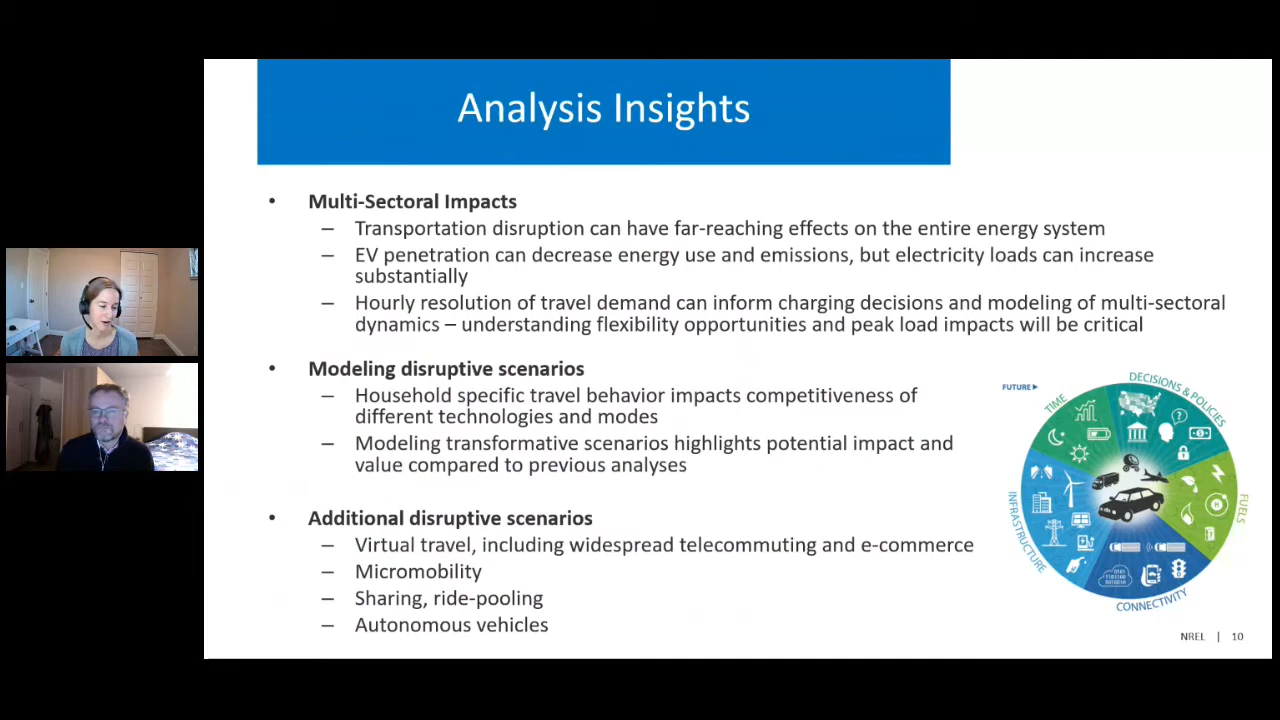 Analysis Insights
• Multi-Sectoral Impacts
– Transportation disruption can have far-reaching effects on the entire energy system
– EV penetration can decrease energy use and emissions, but electricity loads can increase
substantially
– Hourly resolution of travel demand can inform charging decisions and modeling of multi-sectoral
dynamics – understanding flexibility opportunities and peak load impacts will be critical
• Modeling disruptive scenarios
– Household specific travel behavior impacts competitiveness of
different technologies and modes
– Modeling transformative scenarios highlights potential impact and
value compared to previous analyses
• Additional disruptive scenarios
– Virtual travel, including widespread telecommuting and e-commerce
– Micromobility
– Sharing, ride-pooling
– Autonomous vehicles
FUTURE
TIME
DECISIONS & POLICIES
FUELS
CONNECTIVITY
INFRASTRUCTURE
NREL | 10